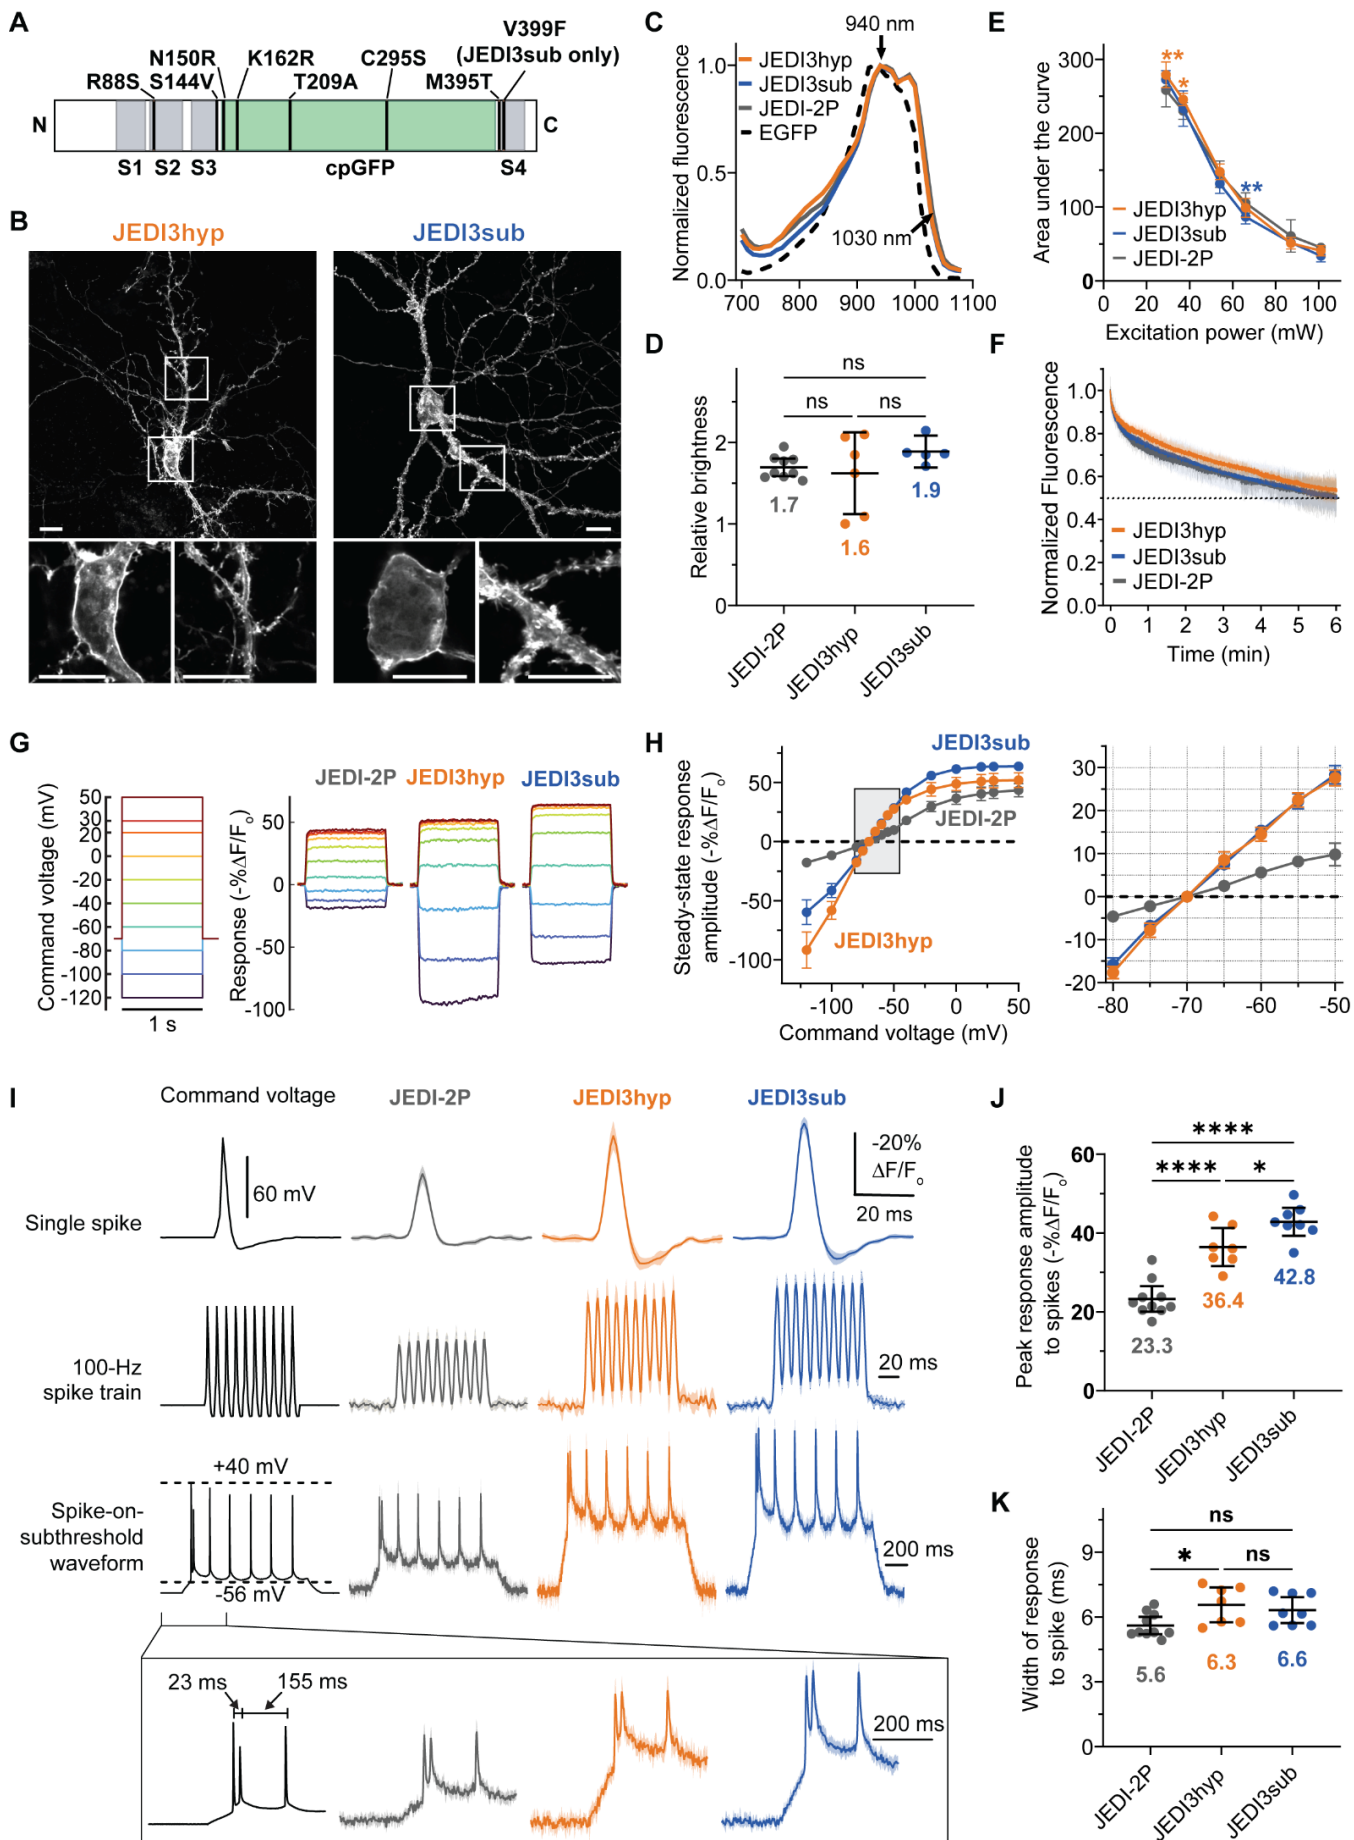 A
N150R
K162R
C295S
V399F
(JEDI3sub only)
R88S
S144V
T209A
M395T
N
C
S1
S2
S3
cpGFP
S4
B
JEDI3hyp
JEDI3sub
C
940 nm
JEDI3hyp
JEDI3sub
JEDI-2P
EGFP
1030 nm
Normalized fluorescence
1.0
0.5
0.0
700
800
900
1000
1100
D
ns
ns
ns
Relative brightness
2
1
0
1.7
1.6
1.9
JEDI-2P
JEDI3hyp
JEDI3sub
E
**
*
**
Area under the curve
300
200
100
0
JEDI3hyp
JEDI3sub
JEDI-2P
0
20
40
60
80
100
Excitation power (mW)
F
Normalized Fluorescence
1.0
0.8
0.6
0.4
0.2
0.0
JEDI3hyp
JEDI3sub
JEDI-2P
0
1
2
3
4
5
6
Time (min)
G
Command voltage (mV)
50
30
20
0
-20
-40
-60
-80
-100
-120
1 s
JEDI-2P
JEDI3hyp
JEDI3sub
Response (-%ΔF/Fo)
50
0
-50
-100
H
JEDI3sub
JEDI-2P
JEDI3hyp
Steady-state response
amplitude (-%ΔF/Fo)
50
0
-50
-100
-100
-50
0
50
Command voltage (mV)
30
20
10
0
-10
-20
-80
-70
-60
-50
I
Command voltage
JEDI-2P
JEDI3hyp
JEDI3sub
Single spike
60 mV
-20%
ΔF/Fo
20 ms
100-Hz
spike train
20 ms
Spike-on-
subthreshold
waveform
+40 mV
-56 mV
200 ms
23 ms
155 ms
200 ms
J
****
****
*
Peak response amplitude
to spikes (-%ΔF/Fo)
60
40
20
0
23.3
36.4
42.8
JEDI-2P
JEDI3hyp
JEDI3sub
K
ns
*
ns
Width of response
to spike (ms)
9
6
3
0
5.6
6.3
6.6
JEDI-2P
JEDI3hyp
JEDI3sub